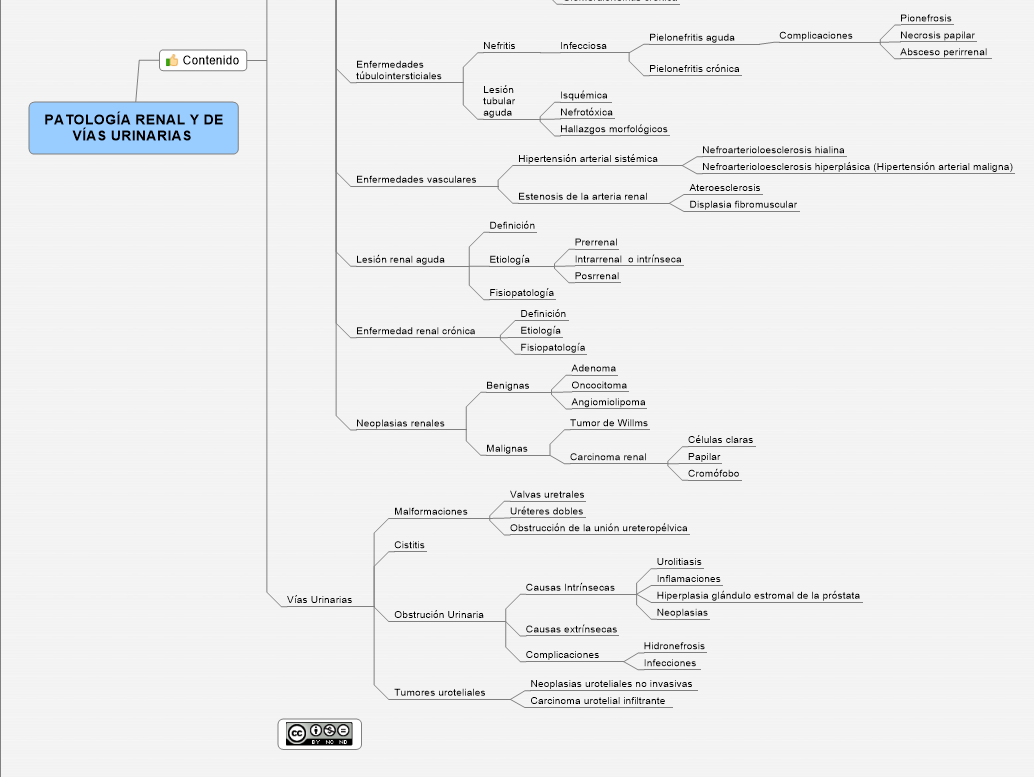 Pionefrosis
Pielonefritis aguda
Complicaciones
Necrosis papilar
Nefritis
Infecciosa
Absceso perirrenal
Contenido
Enfermedades
túbulointersticiales
Pielonefritis crónica
Lesión
tubular
aguda
Isquémica
Nefrotóxica
Hallazgos morfológicos
PATOLOGÍA RENAL Y DE
VÍAS URINARIAS
Enfermedades vasculares
Hipertensión arterial sistémica
Nefroarterioloesclerosis hialina
Nefroarterioloesclerosis hiperplásica (Hipertensión arterial maligna)
Estenosis de la arteria renal
Ateroesclerosis
Displasia fibromuscular
Lesión renal aguda
Definición
Etiología
Prerrenal
Intrarrenal o intrínseca
Posrrenal
Fisiopatología
Enfermedad renal crónica
Definición
Etiología
Fisiopatología
Neoplasias renales
Benignas
Adenoma
Oncocitoma
Angiomiolipoma
Malignas
Tumor de Willms
Carcinoma renal
Células claras
Papilar
Cromófobo
Vías Urinarias
Malformaciones
Valvas uretrales
Uréteres dobles
Obstrucción de la unión ureteropélvica
Cistitis
Obstrución Urinaria
Causas Intrínsecas
Urolitiasis
Inflamaciones
Hiperplasia glándulo estromal de la próstata
Neoplasias
Causas extrínsecas
Complicaciones
Hidronefrosis
Infecciones
Tumores uroteliales
Neoplasias uroteliales no invasivas
Carcinoma urotelial infiltrante
cc
BY NC ND